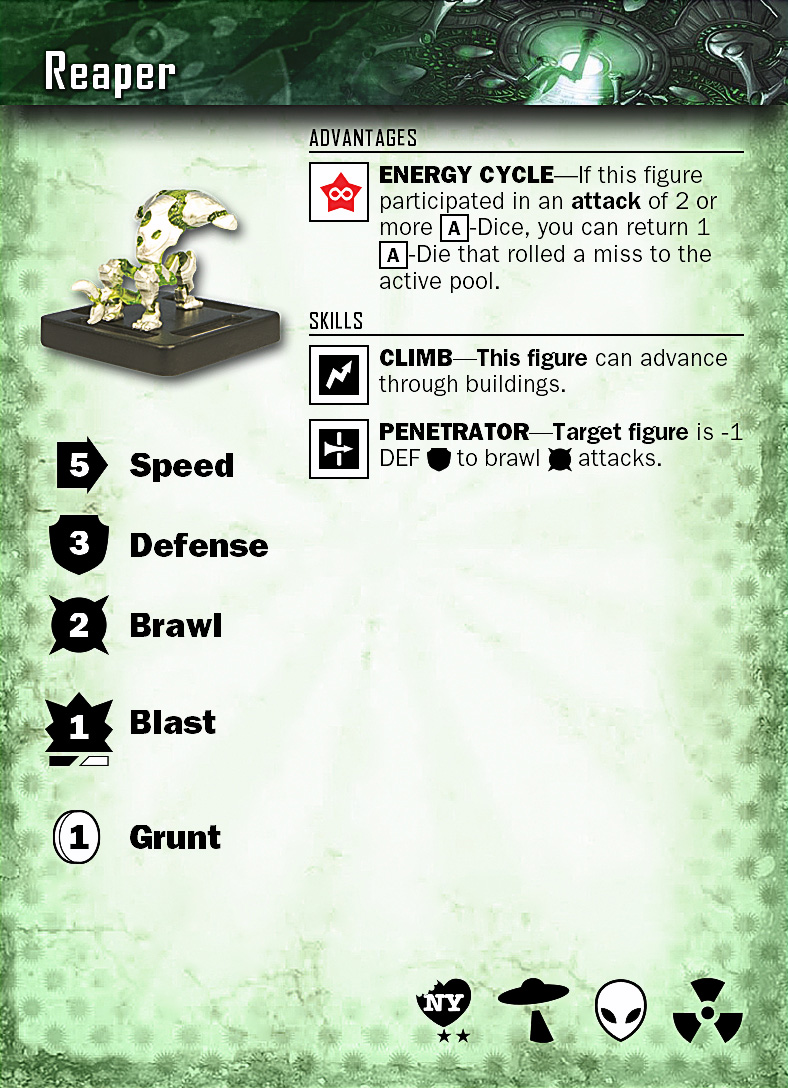 Reaper
ADVANTAGES
ENERGY CYCLE—If this figure
participated in an attack of 2 or
more A-Dice, you can return 1
A-Die that rolled a miss to the
active pool.
SKILLS
CLIMB—This figure can advance
through buildings.
PENETRATOR—Target figure is -1
DEF to brawl attacks.
5 Speed
3 Defense
2 Brawl
1 Blast
1 Grunt
NY